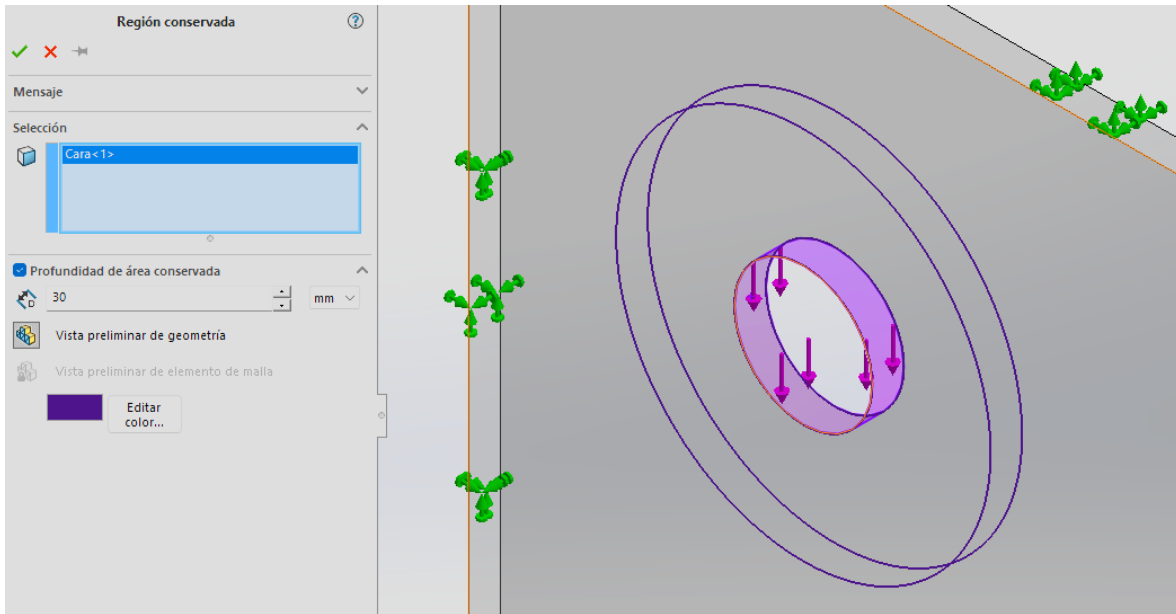 Región conservada
Mensaje
Selección
Cara<1>
Profundidad de área conservada
D
30
mm
Vista preliminar de geometría
Vista preliminar de elemento de malla
Editar
color...